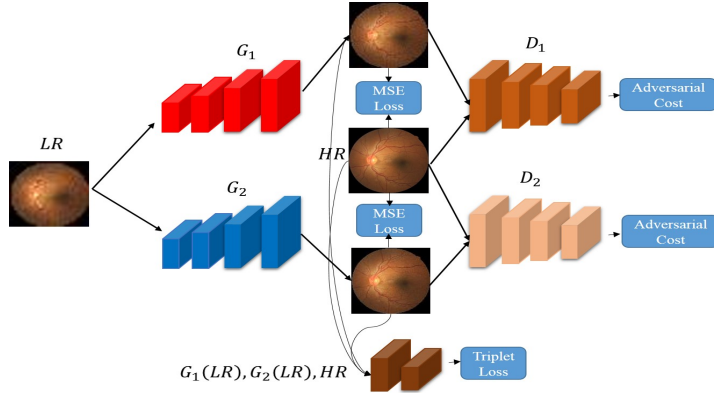 G₁
D₁
MSE
Loss
Adversarial
Cost
LR
HR
G₂
D₂
MSE
Loss
Adversarial
Cost
G₁(LR), G₂(LR), HR
Triplet
Loss